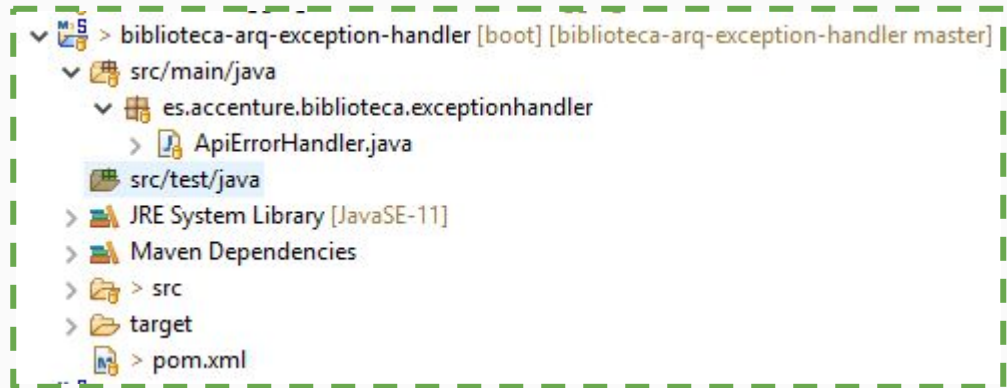 > biblioteca-arq-exception-handler [boot] [biblioteca-arq-exception-handler master]
src/main/java
es.accenture.biblioteca.exceptionhandler
> ApiErrorHandler.java
src/test/java
> JRE System Library [JavaSE-11]
> Maven Dependencies
> > src
> target
> pom.xml